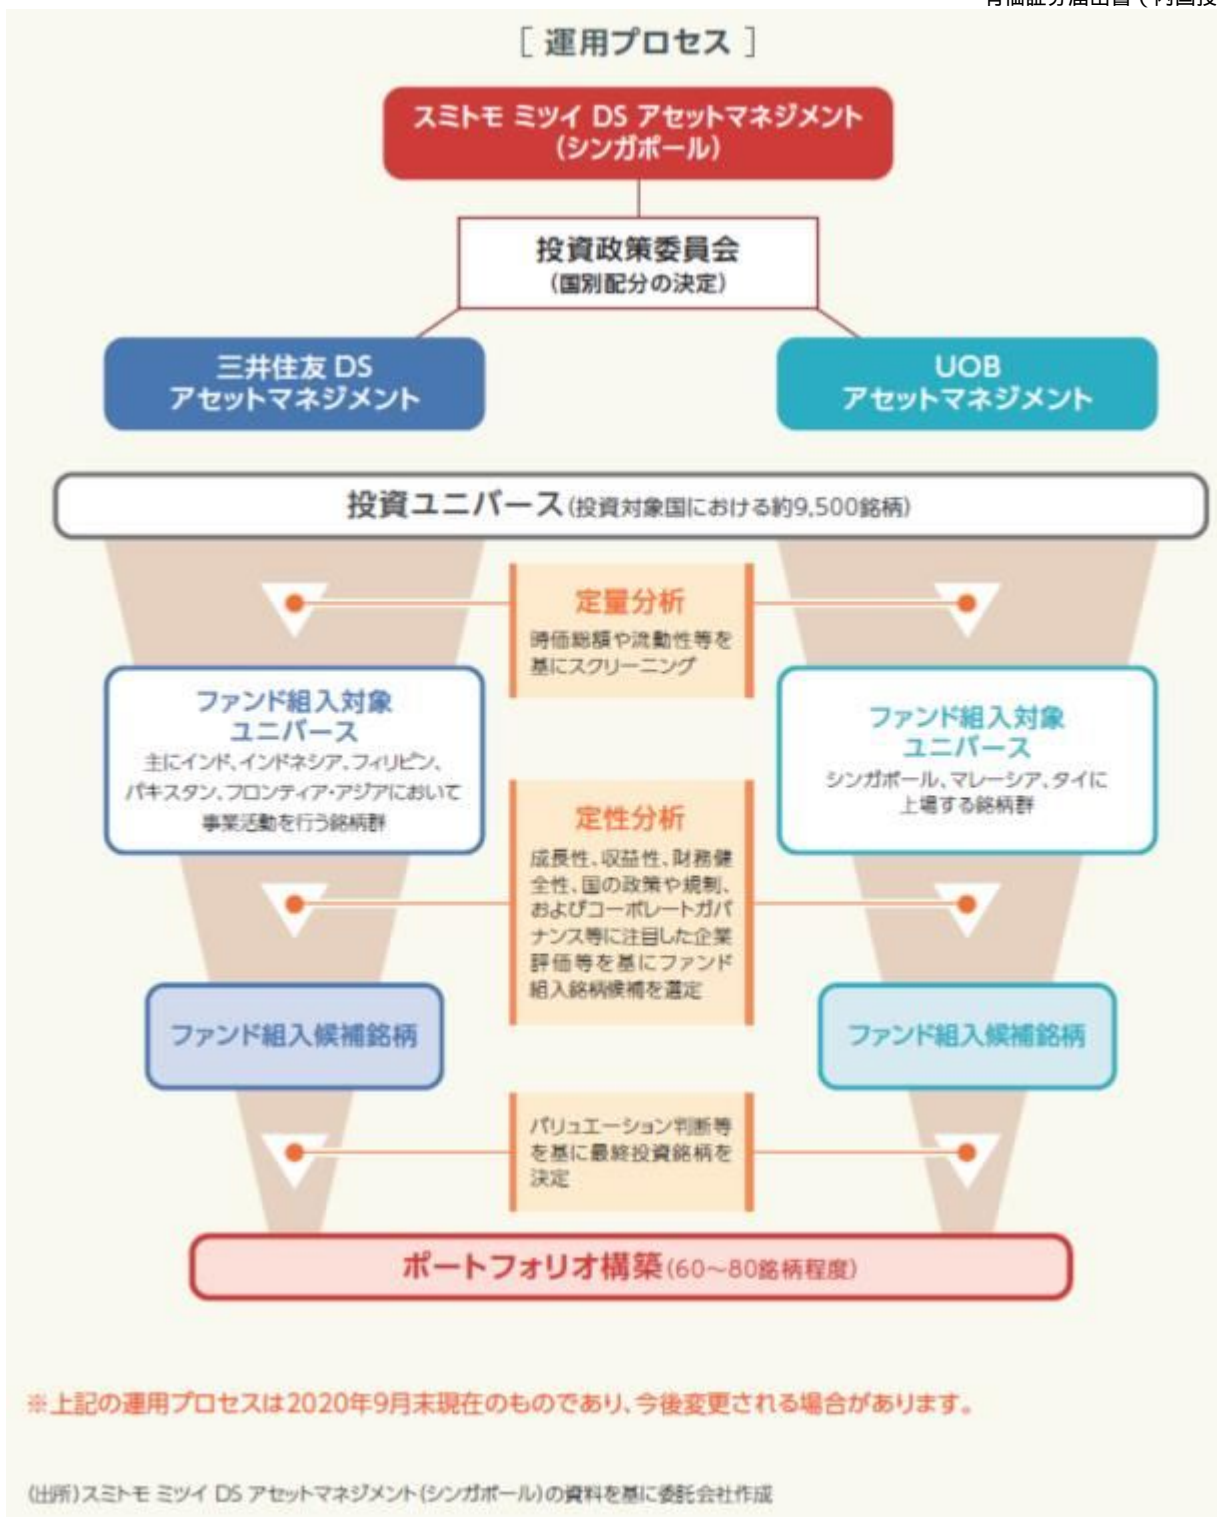 [ 運用プロセス ]
スミトモ ミツイ DS アセットマネジメント
(シンガポール)
投資政策委員会
(国別配分の決定)
三井住友 DS
アセットマネジメント
UOB
アセットマネジメント
投資ユニバース(投資対象国における約9,500銘柄)
定量分析
時価総額や流動性等を
基にスクリーニング
ファンド組入対象
ユニバース
主にインド、インドネシア、フィリピン、
パキスタン、フロンティア・アジアにおいて
事業活動を行う銘柄群
ファンド組入対象
ユニバース
シンガポール、マレーシア、タイに
上場する銘柄群
定性分析
成長性、収益性、財務健
全性、国の政策や規制、
およびコーポレートガバ
ナンス等に注目した企業
評価等を基にファンド
組入銘柄候補を選定
ファンド組入候補銘柄
ファンド組入候補銘柄
バリュエーション判断等
を基に最終投資銘柄を
決定
ポートフォリオ構築(60～80銘柄程度)
※上記の運用プロセスは2020年9月末現在のものであり、今後変更される場合があります。
(出所)スミトモ ミツイ DS アセットマネジメント(シンガポール)の資料を基に委託会社作成